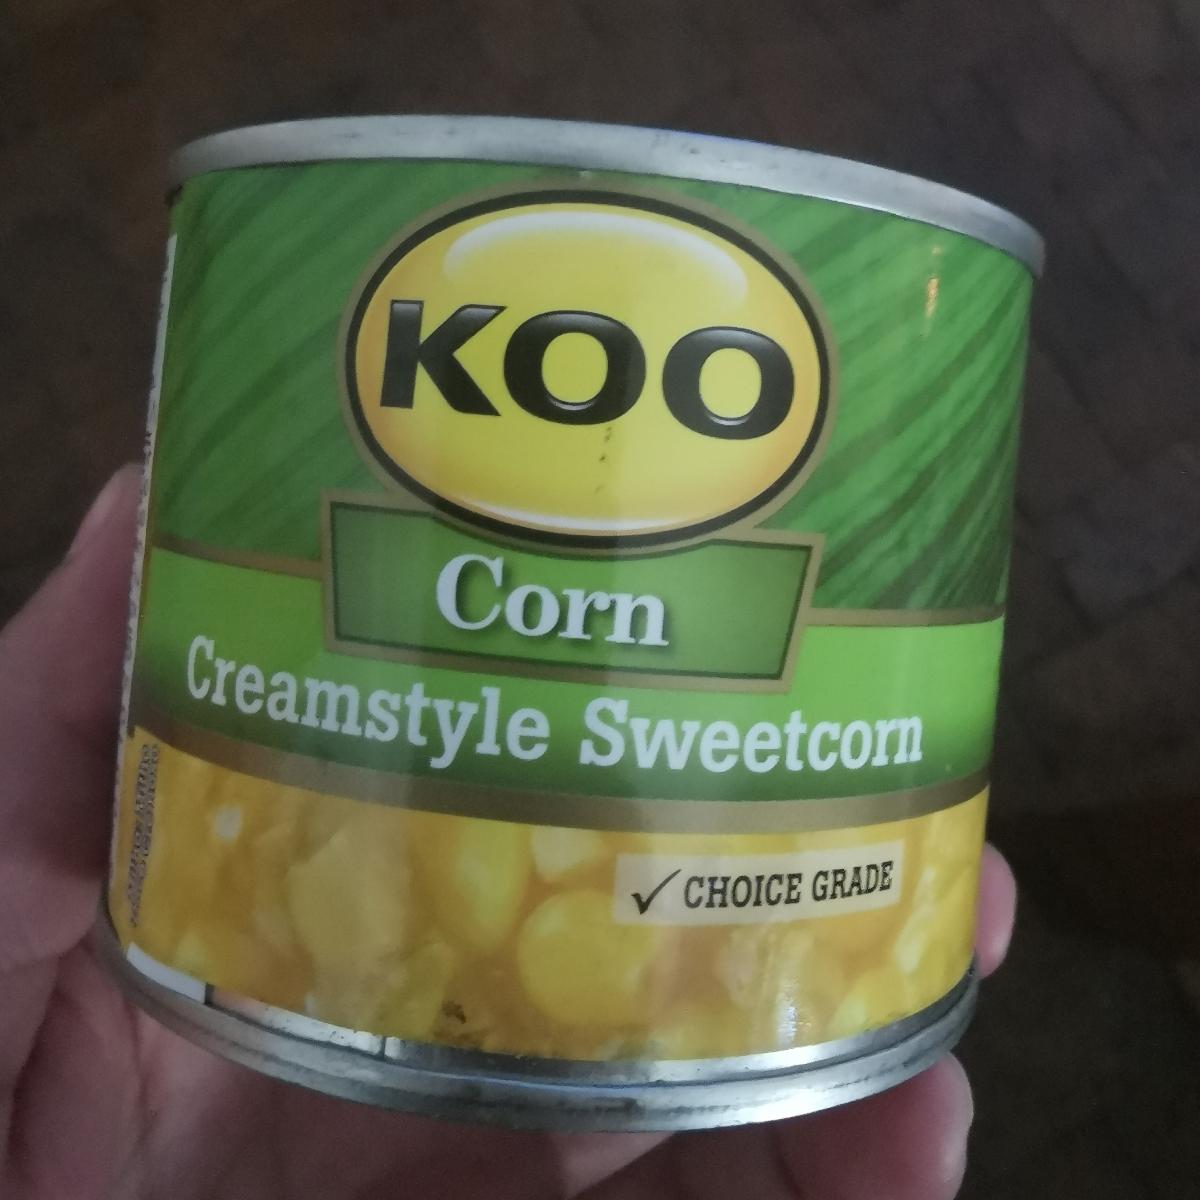 KOO
Corn
Creamstyle Sweetcorn
✓ CHOICE GRADE